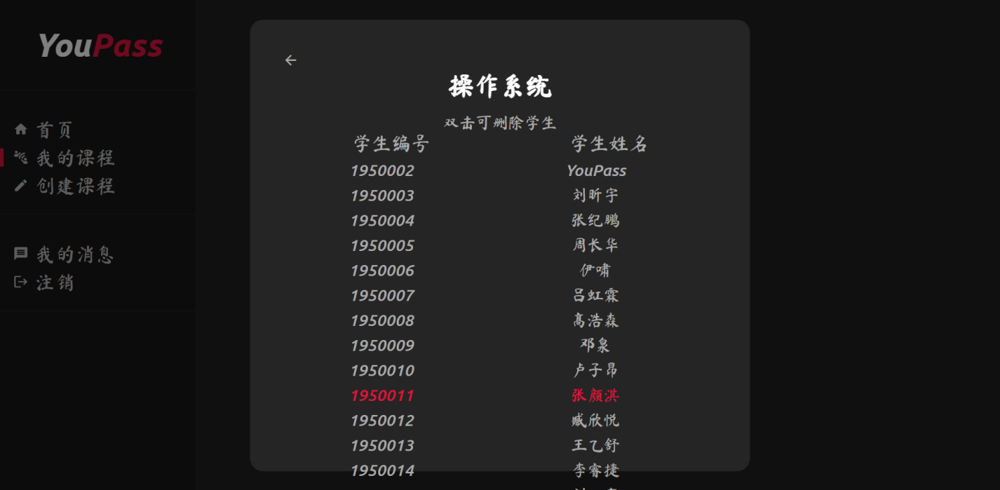 YouPass
首页
我的课程
创建课程
我的消息
注销
操作系统
双击可删除学生
学生编号 学生姓名
1950002 YouPass
1950003 刘昕宇
1950004 张纪鹏
1950005 周长华
1950006 伊啸
1950007 吕虹霖
1950008 高浩森
1950009 邓泉
1950010 卢子昂
1950011 张颜淇
1950012 臧欣悦
1950013 王乙舒
1950014 李睿捷